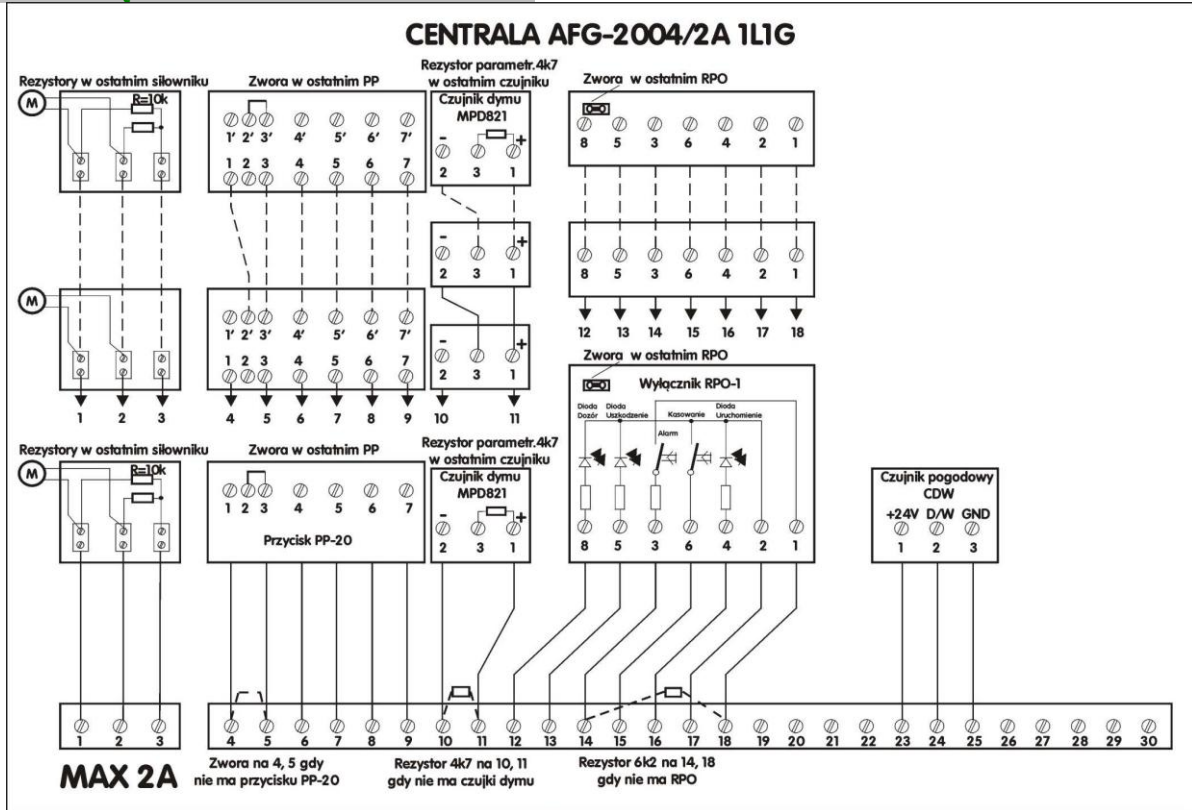 CENTRALA AFG-2004/2A 1L1G
Rezystory w ostatnim siłowniku
R=10k
M
Zwora w ostatnim PP
1' 2' 3' 4' 5' 6' 7'
1 2 3 4 5 6 7
Rezystor parametr.4k7
w ostatnim czujniku
Czujnik dymu
MPD821
- +
2 3 1
Zwora w ostatnim RPO
8 5 3 6 4 2 1
- +
2 3 1
8 5 3 6 4 2 1
12 13 14 15 16 17 18
M
1 2 3
1' 2' 3' 4' 5' 6' 7'
1 2 3 4 5 6 7
4 5 6 7 8 9
- +
2 3 1
10 11
Rezystory w ostatnim siłowniku
R=10k
M
Zwora w ostatnim PP
1 2 3 4 5 6 7
Przycisk PP-20
Rezystor parametr.4k7
w ostatnim czujniku
Czujnik dymu
MPD821
- +
2 3 1
Zwora w ostatnim RPO
Wyłącznik RPO-1
Dioda Dozór
Dioda Uszkodzenie
Alarm
Kasowanie
Dioda Uruchomienie
8 5 3 6 4 2 1
Czujnik pogodowy
CDW
+24V D/W GND
1 2 3
1 2 3
4 5 6 7 8 9 10 11 12 13 14 15 16 17 18 19 20 21 22 23 24 25 26 27 28 29 30
MAX 2A
Zwora na 4, 5 gdy
nie ma przycisku PP-20
Rezystor 4k7 na 10, 11
gdy nie ma czujki dymu
Rezystor 6k2 na 14, 18
gdy nie ma RPO